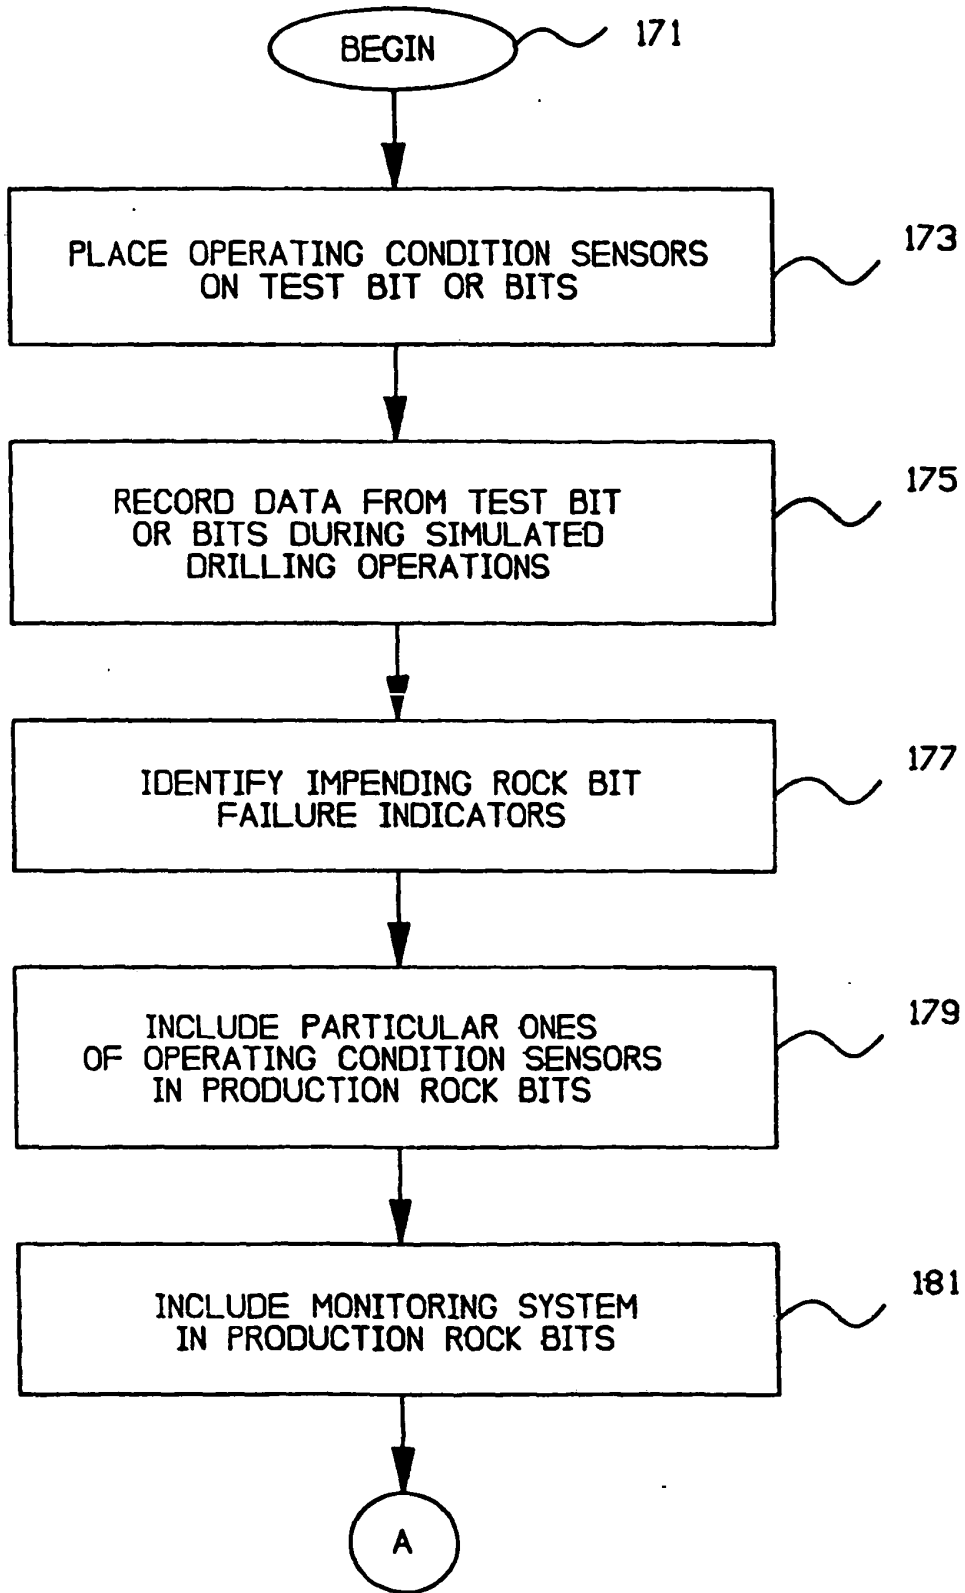 BEGIN
171
PLACE OPERATING CONDITION SENSORS
ON TEST BIT OR BITS
173
RECORD DATA FROM TEST BIT
OR BITS DURING SIMULATED
DRILLING OPERATIONS
175
IDENTIFY IMPENDING ROCK BIT
FAILURE INDICATORS
177
INCLUDE PARTICULAR ONES
OF OPERATING CONDITION SENSORS
IN PRODUCTION ROCK BITS
179
INCLUDE MONITORING SYSTEM
IN PRODUCTION ROCK BITS
181
A